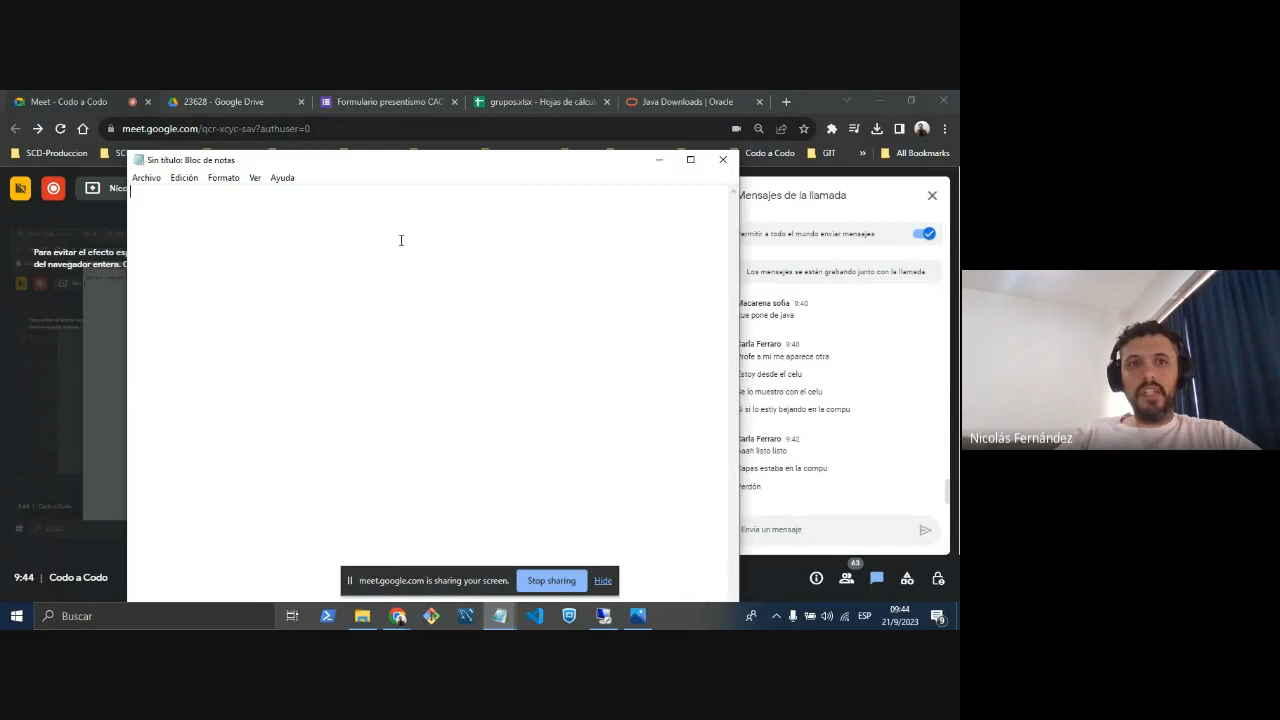 Meet - Codo a Codo
23628 - Google Drive
Formulario presentismo CAC
grupos.xlsx - Hojas de cálcu
Java Downloads | Oracle
meet.google.com/qcr-xcyc-sav?authuser=0
SCD-Produccion
Codo a Codo
GIT
All Bookmarks
Sin título: Bloc de notas
Archivo Edición Formato Ver Ayuda
Nico
Para evitar el efecto esp
del navegador entera.
Mensajes de la llamada
Permitir a todo el mundo enviar mensajes
Los mensajes se están grabando junto con la llamada
Macarena sofia 9:40
que pone de java
Carla Ferraro 9:40
Profe a mi me aparece otra
Estoy desde el celu
Se lo muestro con el celu
Si si lo estiy bajando en la compu
Carla Ferraro 9:42
Aaah listo listo
Capas estaba en la compu
Perdón
Envía un mensaje
Nicolás Fernández
9:44 | Codo a Codo
meet.google.com is sharing your screen.
Stop sharing
Hide
63
Buscar
ESP
09:44
21/9/2023
9